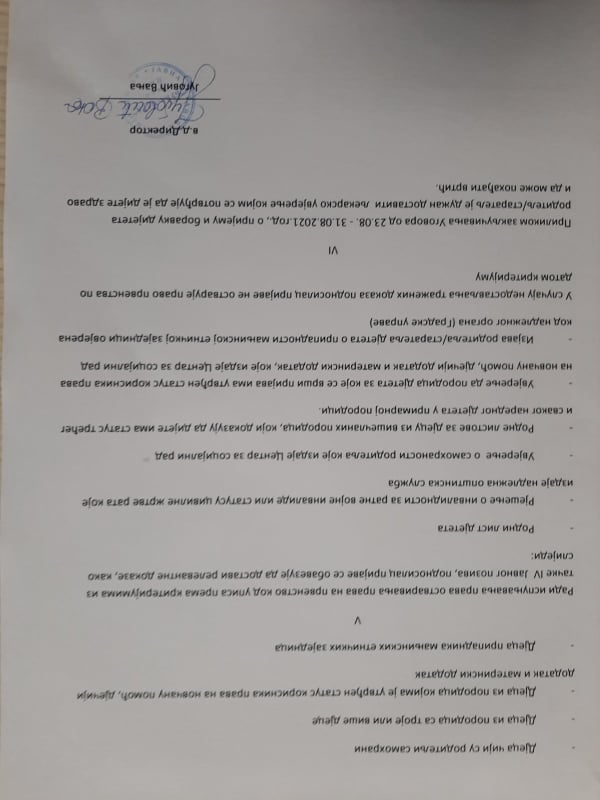 - Дјеца чији су родитељи самохрани
- Дјеца из породица са троје или више дјеце
- Дјеца из породица којима је утврђен статус корисника права на новчану помоћ, дјечији
додатак и матерински додатак
- Дјеца припадника мањинских етничких заједница
V
Ради испуњавања права остваривања права на првенство код уписа према критеријумима из
тачке IV Јавног позива, подносилац пријаве се обавезује да достави релевантне доказе, како
слиједи:
- Родни лист дјетета
- Рјешење о инвалидности за ратне војне инвалиде или статусу цивилне жртве рата које
издаје надлежна општинска служба
- Увјерење о самохраности родитеља које издаје Центар за социјални рад
- Родне листове за дјецу из вишечланих породица, који доказују да дијете има статус трећег
и сваког наредног дјетета у примарној породици.
- Увјерење да породица дјетета за које се врши пријава има утврђен статус корисника права
на новчану помоћ, дјечији додатак и матерински додатак, које издаје Центар за социјални рад
- Изјава родитеља/старатеља дјетета о припадности мањинској етничкој заједници овјерена
код надлежног органа (Градске управе)
У случају недостављања тражених доказа подносилац пријаве не остварује право првенства по
датом критеријуму
VI
Приликом закључивања Уговора од 23.08. - 31.08.2021.год., о пријему и боравку дијетета
родитељ/старатељ је дужан доставити љекарско увјерење којим се потврђује да је дијете здраво
и да може похађати вртић.
в.д.Директор
Југовић Вања
Југовић Вања